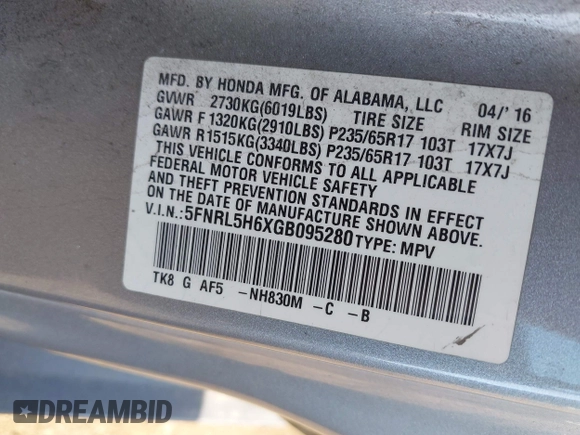 MFD. BY HONDA MFG. OF ALABAMA, LLC 04/' 16
GVWR 2730KG(6019LBS) TIRE SIZE RIM SIZE
GAWR F 1320KG(2910LBS) P235/65R17 103T 17X7J
GAWR R1515KG(3340LBS) P235/65R17 103T 17X7J
THIS VEHICLE CONFORMS TO ALL APPLICABLE
FEDERAL MOTOR VEHICLE SAFETY
AND THEFT PREVENTION STANDARDS IN EFFECT
ON THE DATE OF MANUFACTURE SHOWN ABOVE.
V.I.N.: 5FNRL5H6XGB095280 TYPE: MPV
TK8 G AF5 -NH830M -C -B
DREAMBID